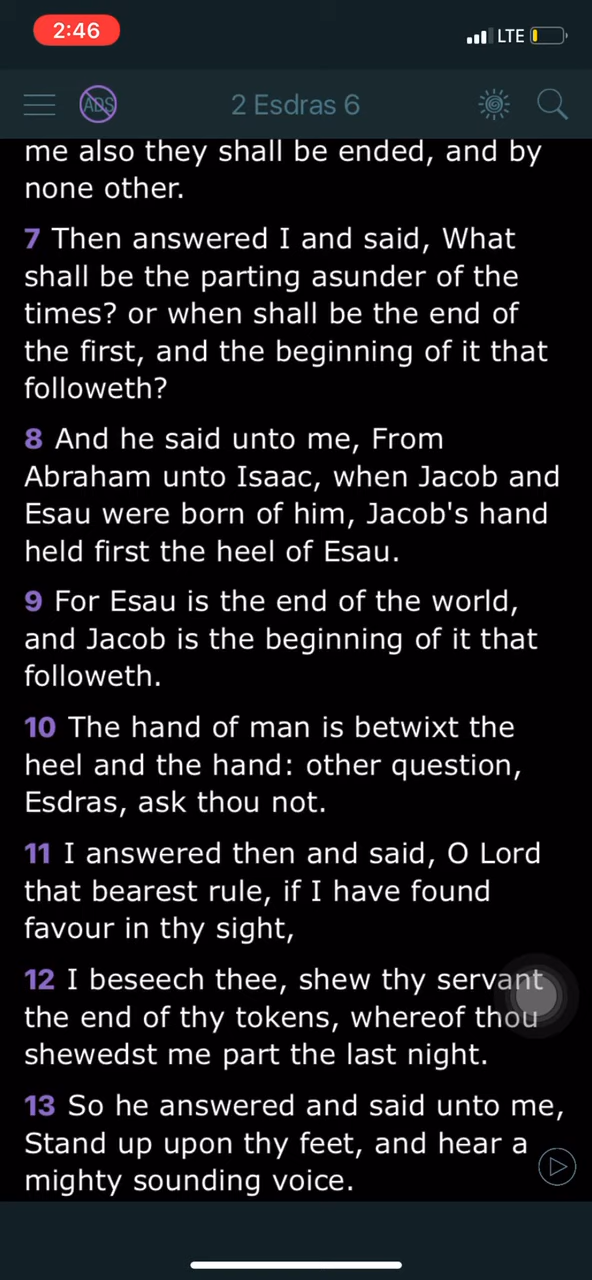 2:46
LTE
ADS
2 Esdras 6
me also they shall be ended, and by
none other.
7 Then answered I and said, What
shall be the parting asunder of the
times? or when shall be the end of
the first, and the beginning of it that
followeth?
8 And he said unto me, From
Abraham unto Isaac, when Jacob and
Esau were born of him, Jacob's hand
held first the heel of Esau.
9 For Esau is the end of the world,
and Jacob is the beginning of it that
followeth.
10 The hand of man is betwixt the
heel and the hand: other question,
Esdras, ask thou not.
11 I answered then and said, O Lord
that bearest rule, if I have found
favour in thy sight,
12 I beseech thee, shew thy servant
the end of thy tokens, whereof thou
shewedst me part the last night.
13 So he answered and said unto me,
Stand up upon thy feet, and hear a
mighty sounding voice.